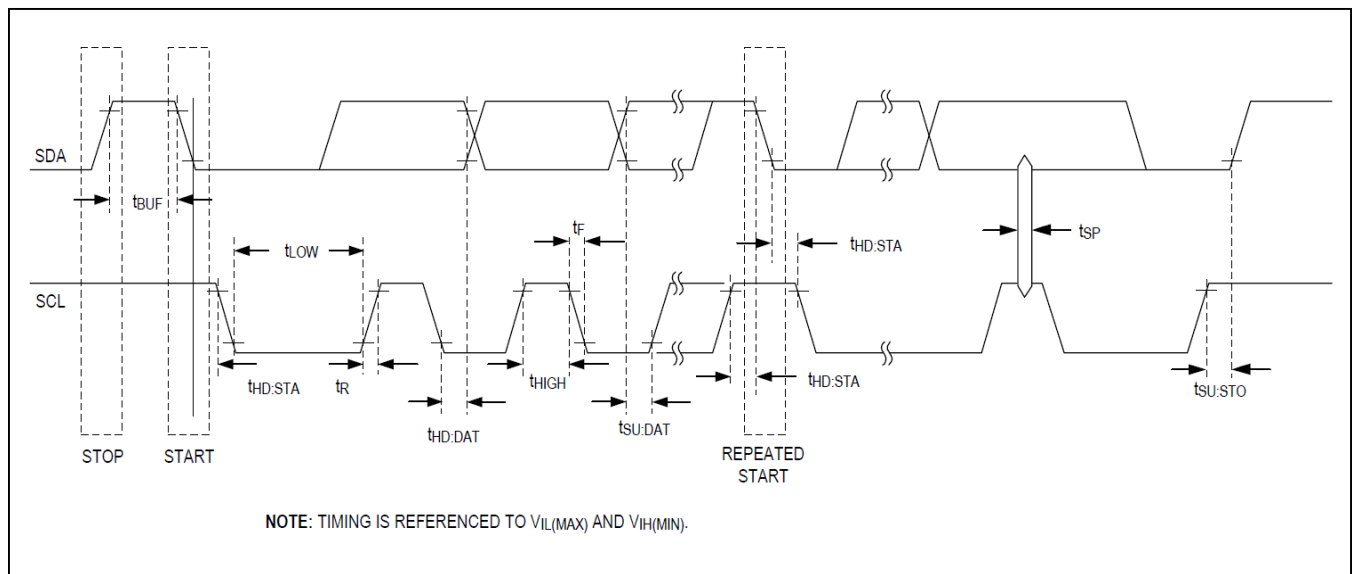 SDA
tBUF
tLOW
tF
tHD:STA
tSP
SCL
tHD:STA
tR
tHD:DAT
tHIGH
tSU:DAT
tHD:STA
tSU:STO
STOP
START
REPEATED
START
NOTE: TIMING IS REFERENCED TO VIL(MAX) AND VIH(MIN).